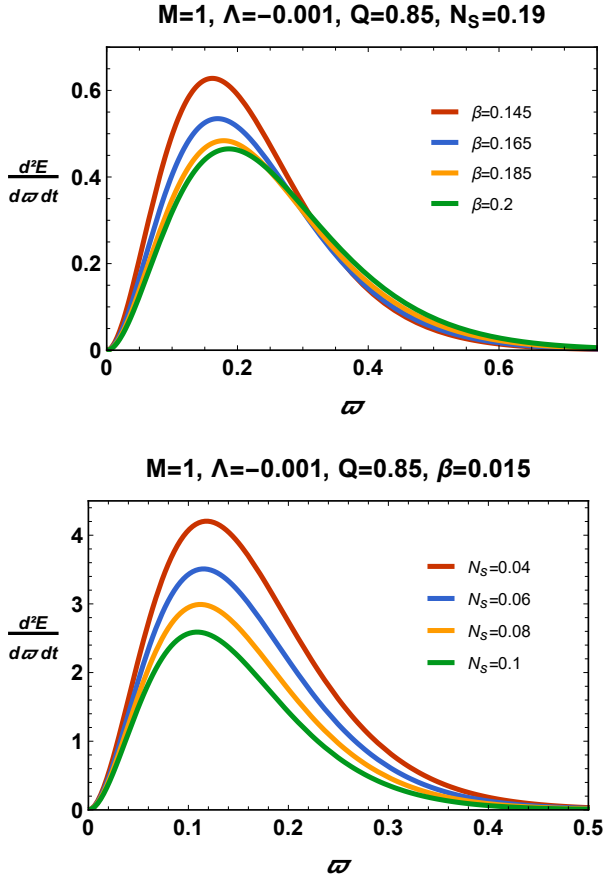 M=1, Λ=−0.001, Q=0.85, N_S=0.19
0.6
0.4
0.2
0
d²E
dϖ dt
β=0.145
β=0.165
β=0.185
β=0.2
0 0.2 0.4 0.6
ϖ
M=1, Λ=−0.001, Q=0.85, β=0.015
4
3
2
1
0
d²E
dϖ dt
N_S=0.04
N_S=0.06
N_S=0.08
N_S=0.1
0 0.1 0.2 0.3 0.4 0.5
ϖ